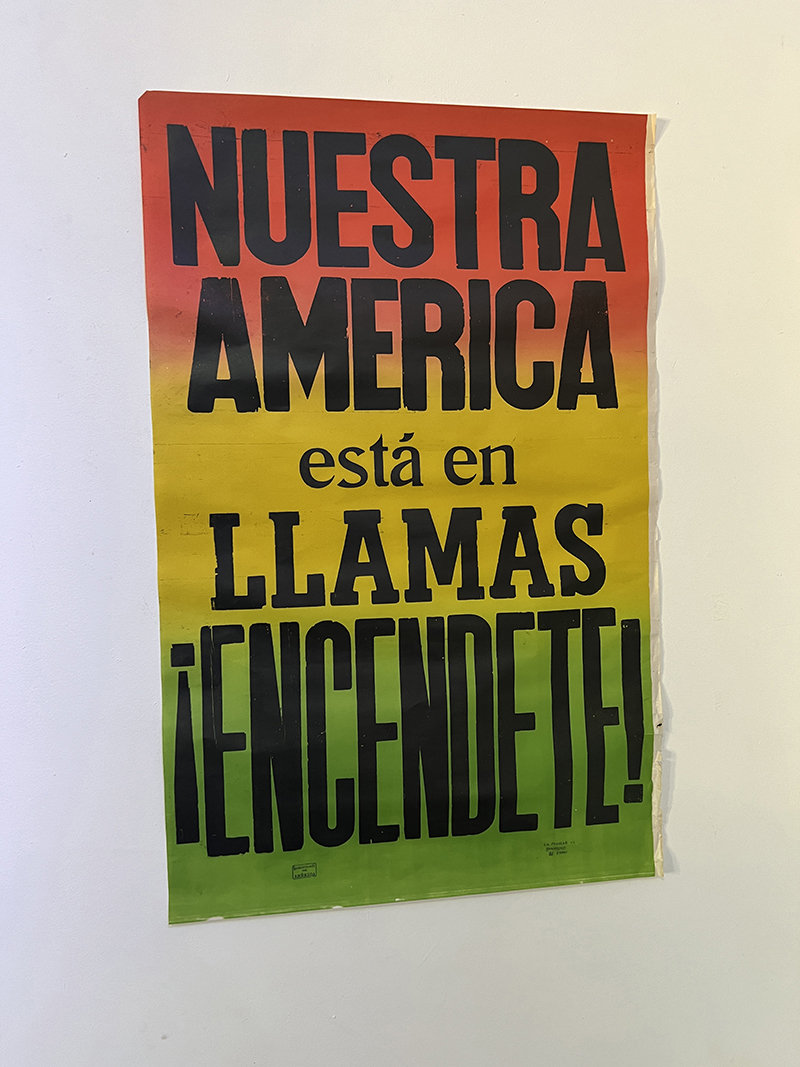 NUESTRA
AMERICA
está en
LLAMAS
¡ENCENDETE!